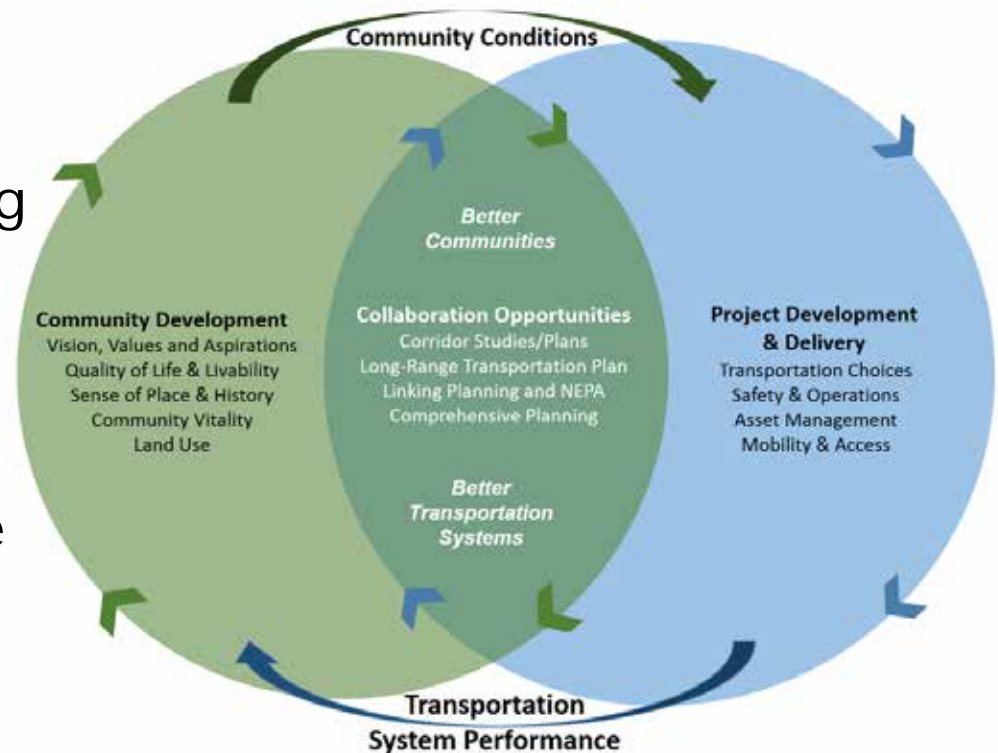 Community Conditions
g
Better
Communities
Community Development
Vision, Values and Aspirations
Quality of Life & Livability
Sense of Place & History
Community Vitality
Land Use
Collaboration Opportunities
Corridor Studies/Plans
Long-Range Transportation Plan
Linking Planning and NEPA
Comprehensive Planning
Project Development
& Delivery
Transportation Choices
Safety & Operations
Asset Management
Mobility & Access
Better
Transportation
Systems
e
Transportation
System Performance